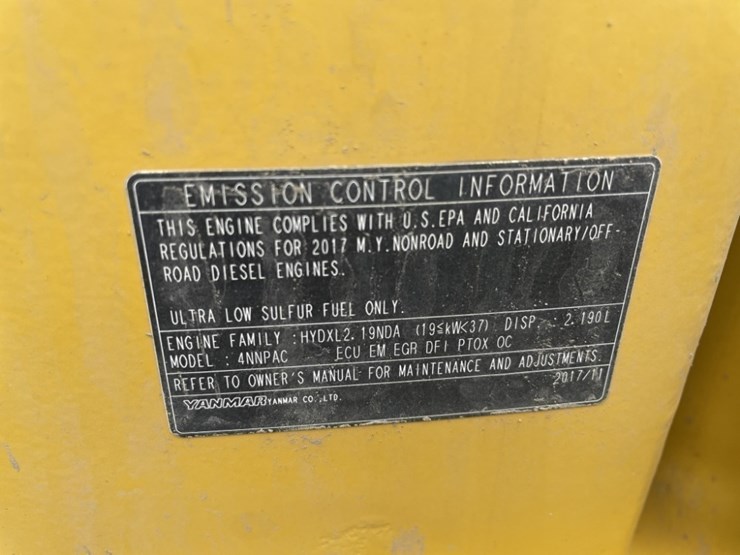 EMISSION CONTROL INFORMATION
THIS ENGINE COMPLIES WITH U.S.EPA AND CALIFORNIA
REGULATIONS FOR 2017 M.Y.NONROAD AND STATIONARY/OFF-
ROAD DIESEL ENGINES.
ULTRA LOW SULFUR FUEL ONLY.
ENGINE FAMILY : HYDXL2.19NDA (19≤kW<37) DISP. : 2.190L
MODEL : 4NNPAC ECU EM EGR DFI PTOX OC
REFER TO OWNER'S MANUAL FOR MAINTENANCE AND ADJUSTMENTS.
2017/11
YANMAR YANMAR CO.,LTD.